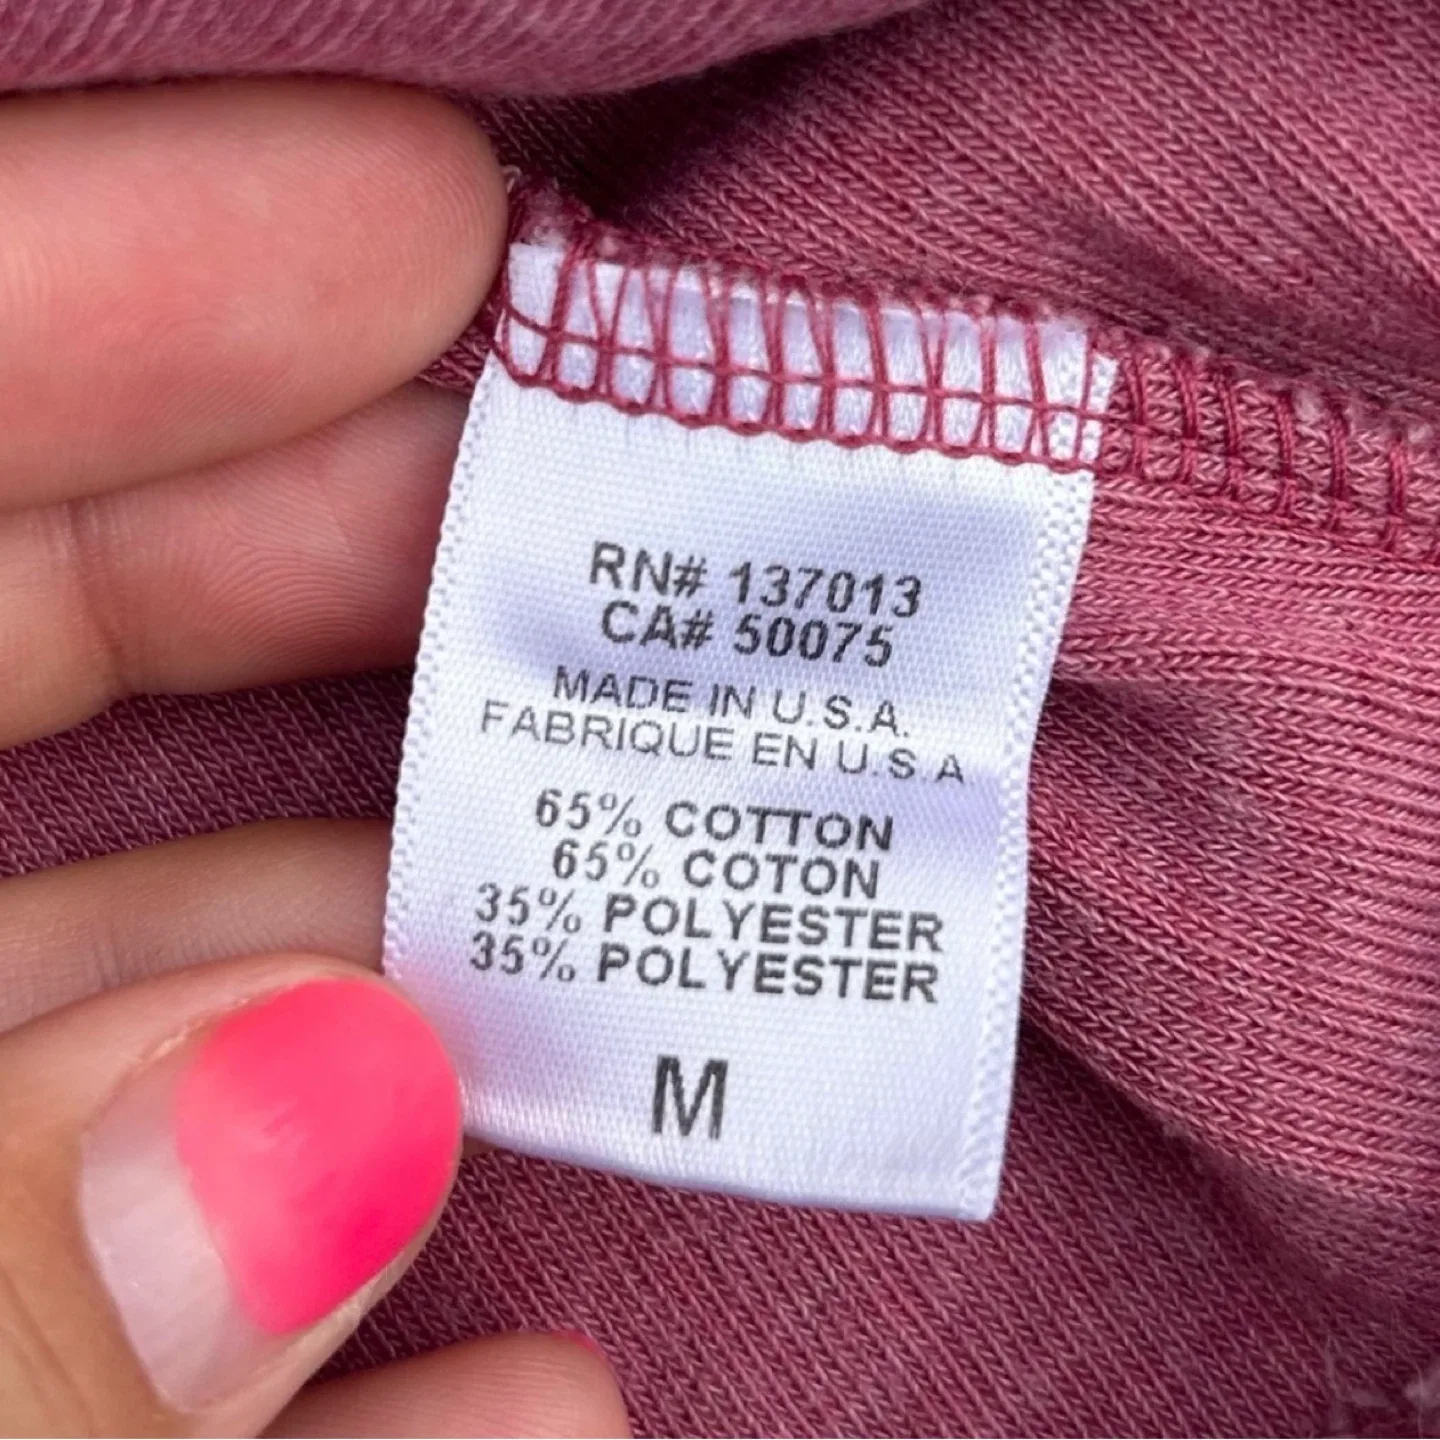 RN# 137013
CA# 50075
MADE IN U.S.A.
FABRIQUE EN U.S.A
65% COTTON
65% COTON
35% POLYESTER
35% POLYESTER
M